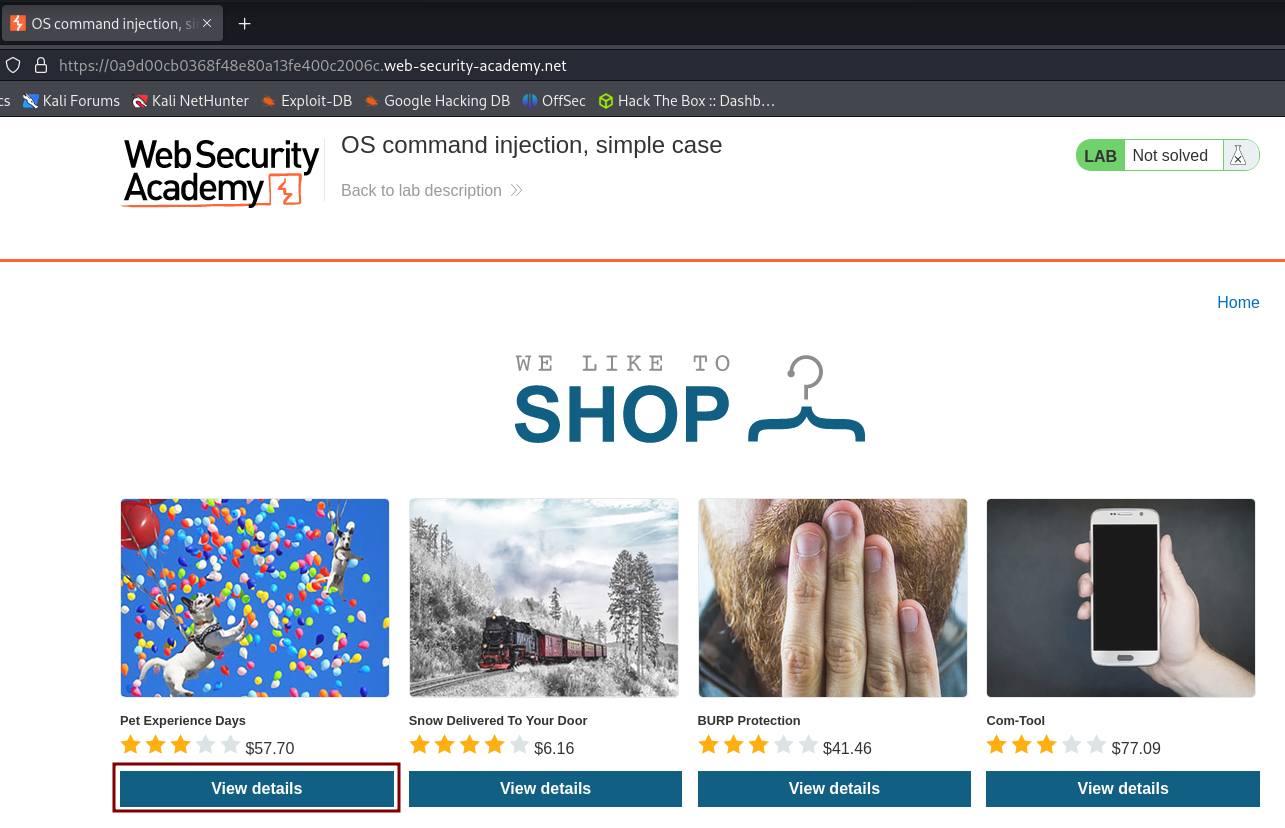 OS command injection, si
https://0a9d00cb0368f48e80a13fe400c2006c.web-security-academy.net
cs Kali Forums Kali NetHunter Exploit-DB Google Hacking DB OffSec Hack The Box :: Dashb…
Web Security
Academy
OS command injection, simple case
Back to lab description
LAB Not solved
Home
WE LIKE TO
SHOP
Pet Experience Days
$57.70
View details
Snow Delivered To Your Door
$6.16
View details
BURP Protection
$41.46
View details
Com-Tool
$77.09
View details